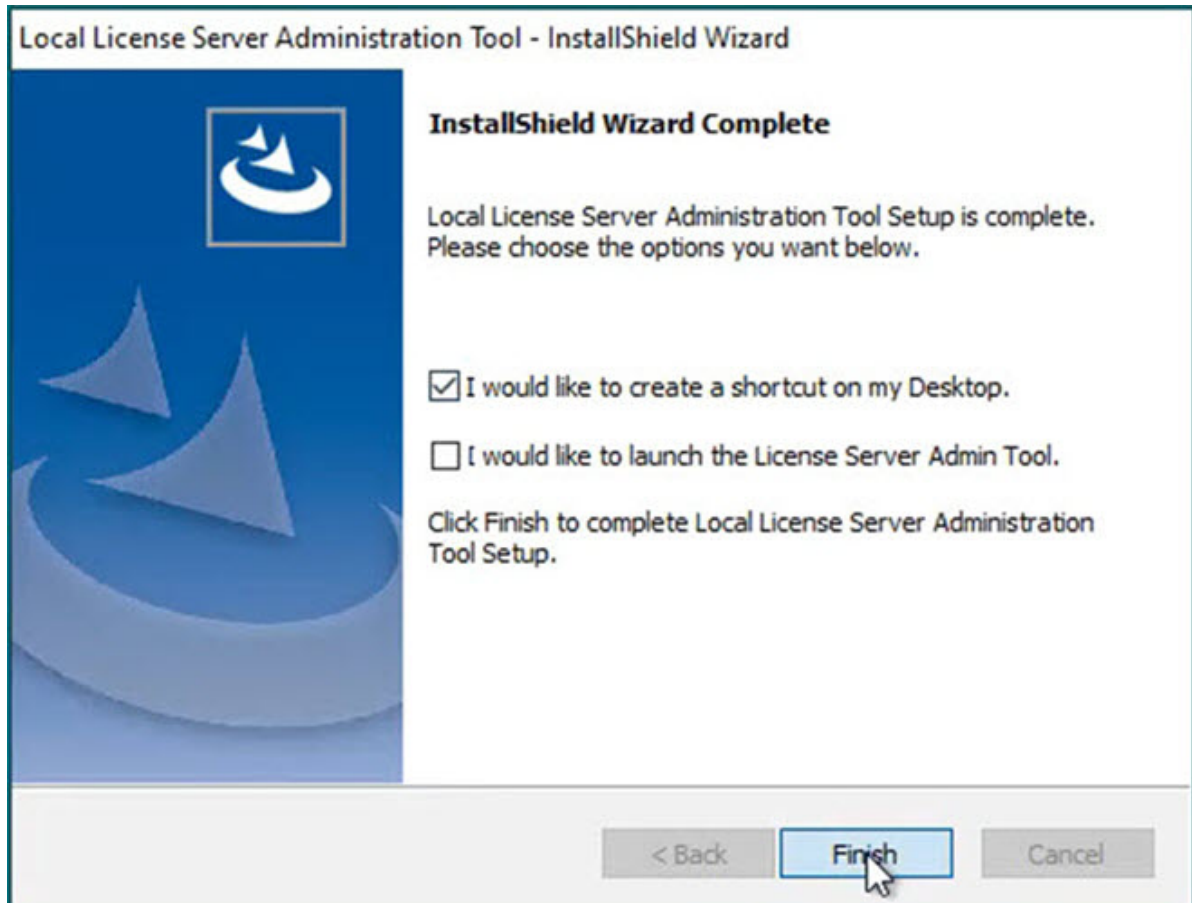 Local License Server Administration Tool - InstallShield Wizard
InstallShield Wizard Complete
Local License Server Administration Tool Setup is complete.
Please choose the options you want below.
I would like to create a shortcut on my Desktop.
I would like to launch the License Server Admin Tool.
Click Finish to complete Local License Server Administration
Tool Setup.
< Back
Finish
Cancel